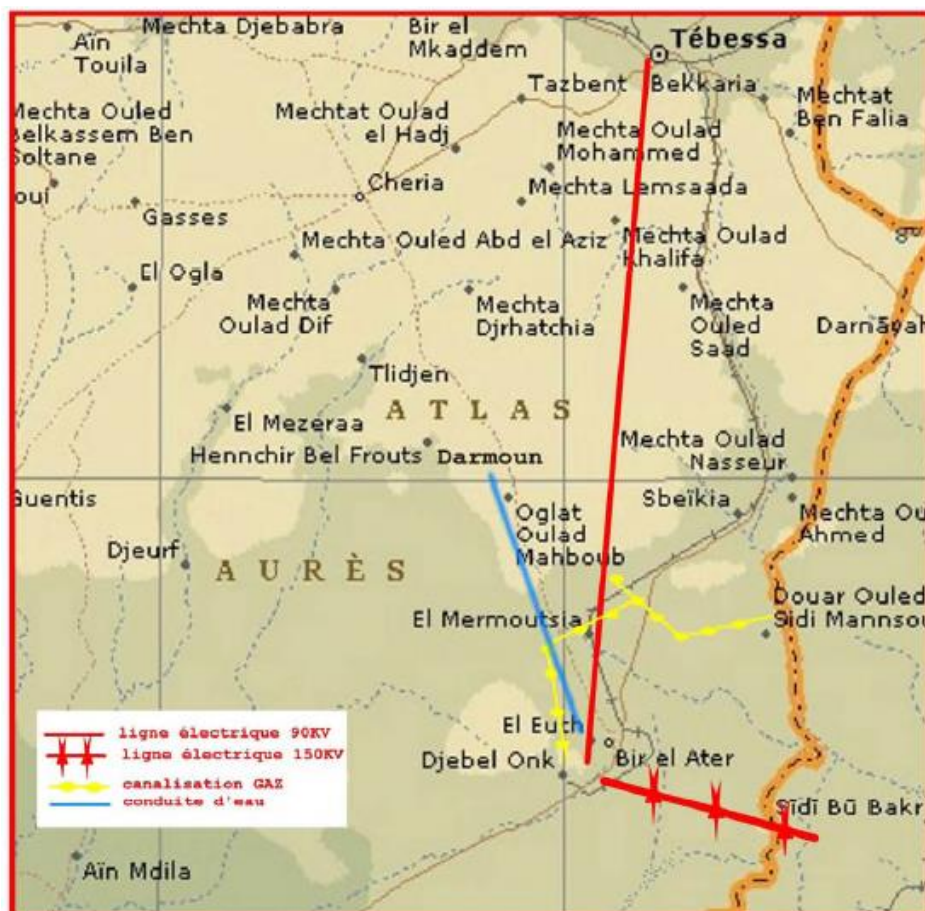 Mechta Djebabra
Bir el
Mkaddem
Aïn
Touila
Tébessa
Tazbent
Bekkaria
Mechtat
Ben Falia
Mechta Ouled
Belkassem Ben
Soltane
Mechtat Oulad
el Hadj
Mechta Oulad
Mohammed
oui
Cheria
Mechta Lemsaada
Gasses
Mechta Ouled Abd el Aziz
Mechta Oulad
Khalifa
El Ogla
Mechta
Oulad Dif
Mechta
Djrhatchia
Mechta
Ouled
Saad
Tlidjen
ATLAS
El Mezeraa
Hennchir Bel Frouts
Darmoun
Mechta Oulad
Nasseur
Guentis
Oglat
Oulad
Mahboub
Sbeïkia
Mechta Ou
Ahmed
Djeurf
AURÈS
Douar Ouled
Sidi Mannsou
El Mermoutsia
El Euch
Djebel Onk
Bir el Ater
Sīdī Bū Bakr
Aïn Mdila
ligne électrique 90KV
ligne électrique 150KV
canalisation GAZ
conduite d'eau